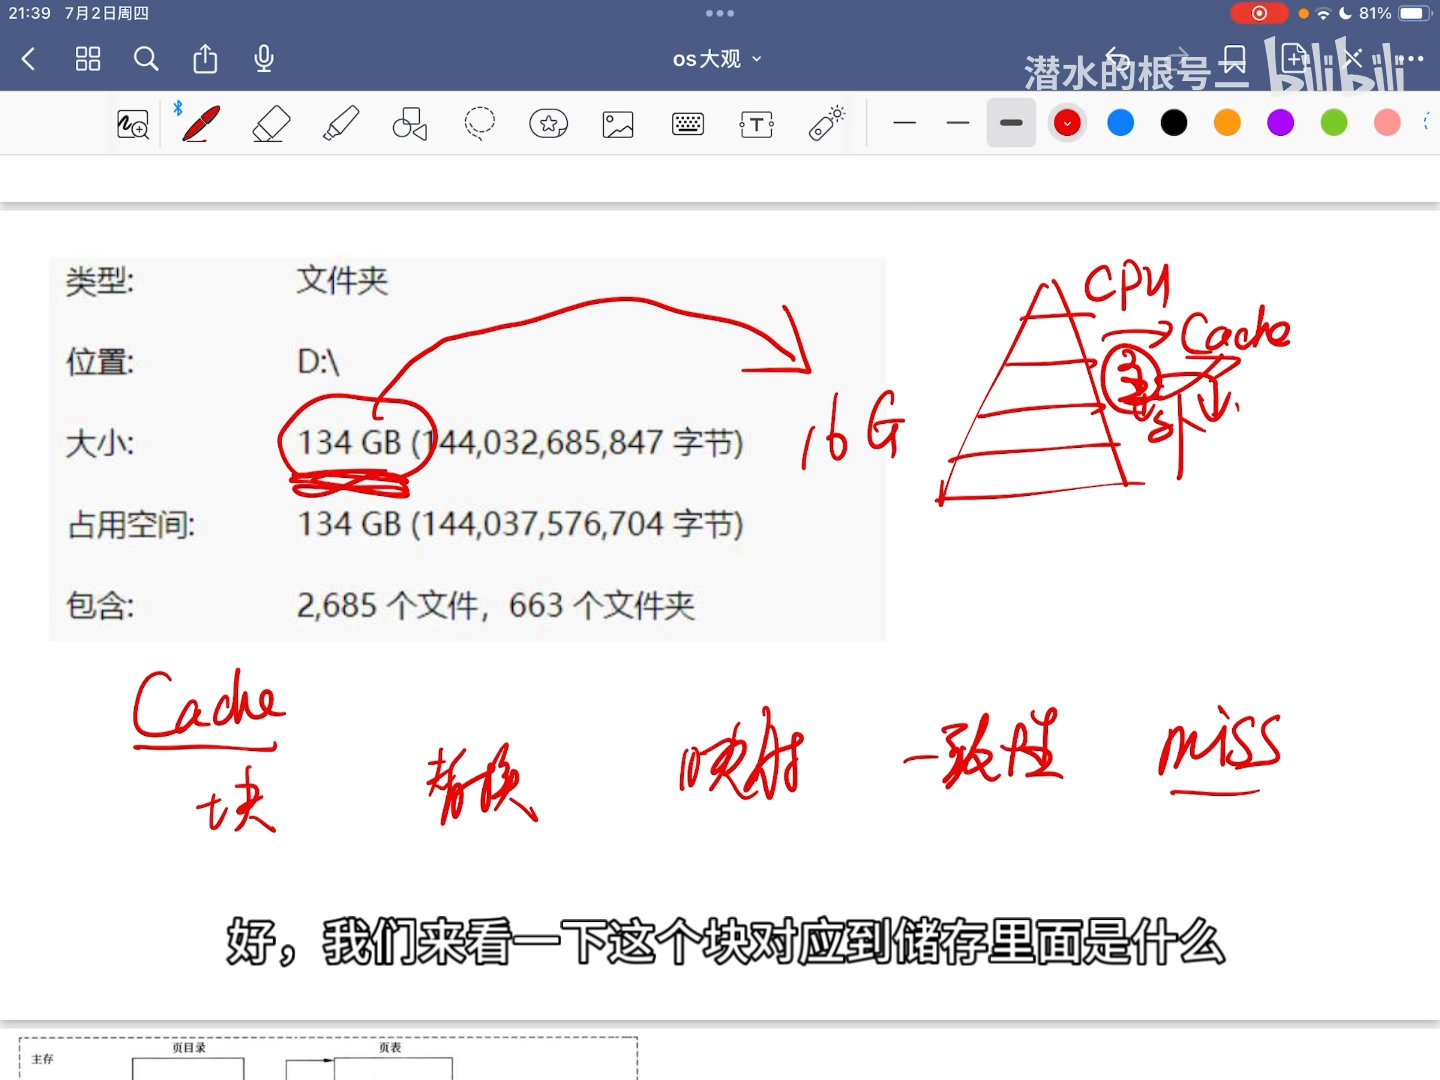 21:39 7月2日周四
81%
os大观
潜水的根号二 bilibili
类型: 文件夹
位置: D:\
大小: 134 GB (144,032,685,847 字节)
占用空间: 134 GB (144,037,576,704 字节)
包含: 2,685 个文件，663 个文件夹
CPU
Cache
16G
Cache
块 替换 映射 一致性 miss
好，我们来看一下这个块对应到储存里面是什么
主存 页目录 页表